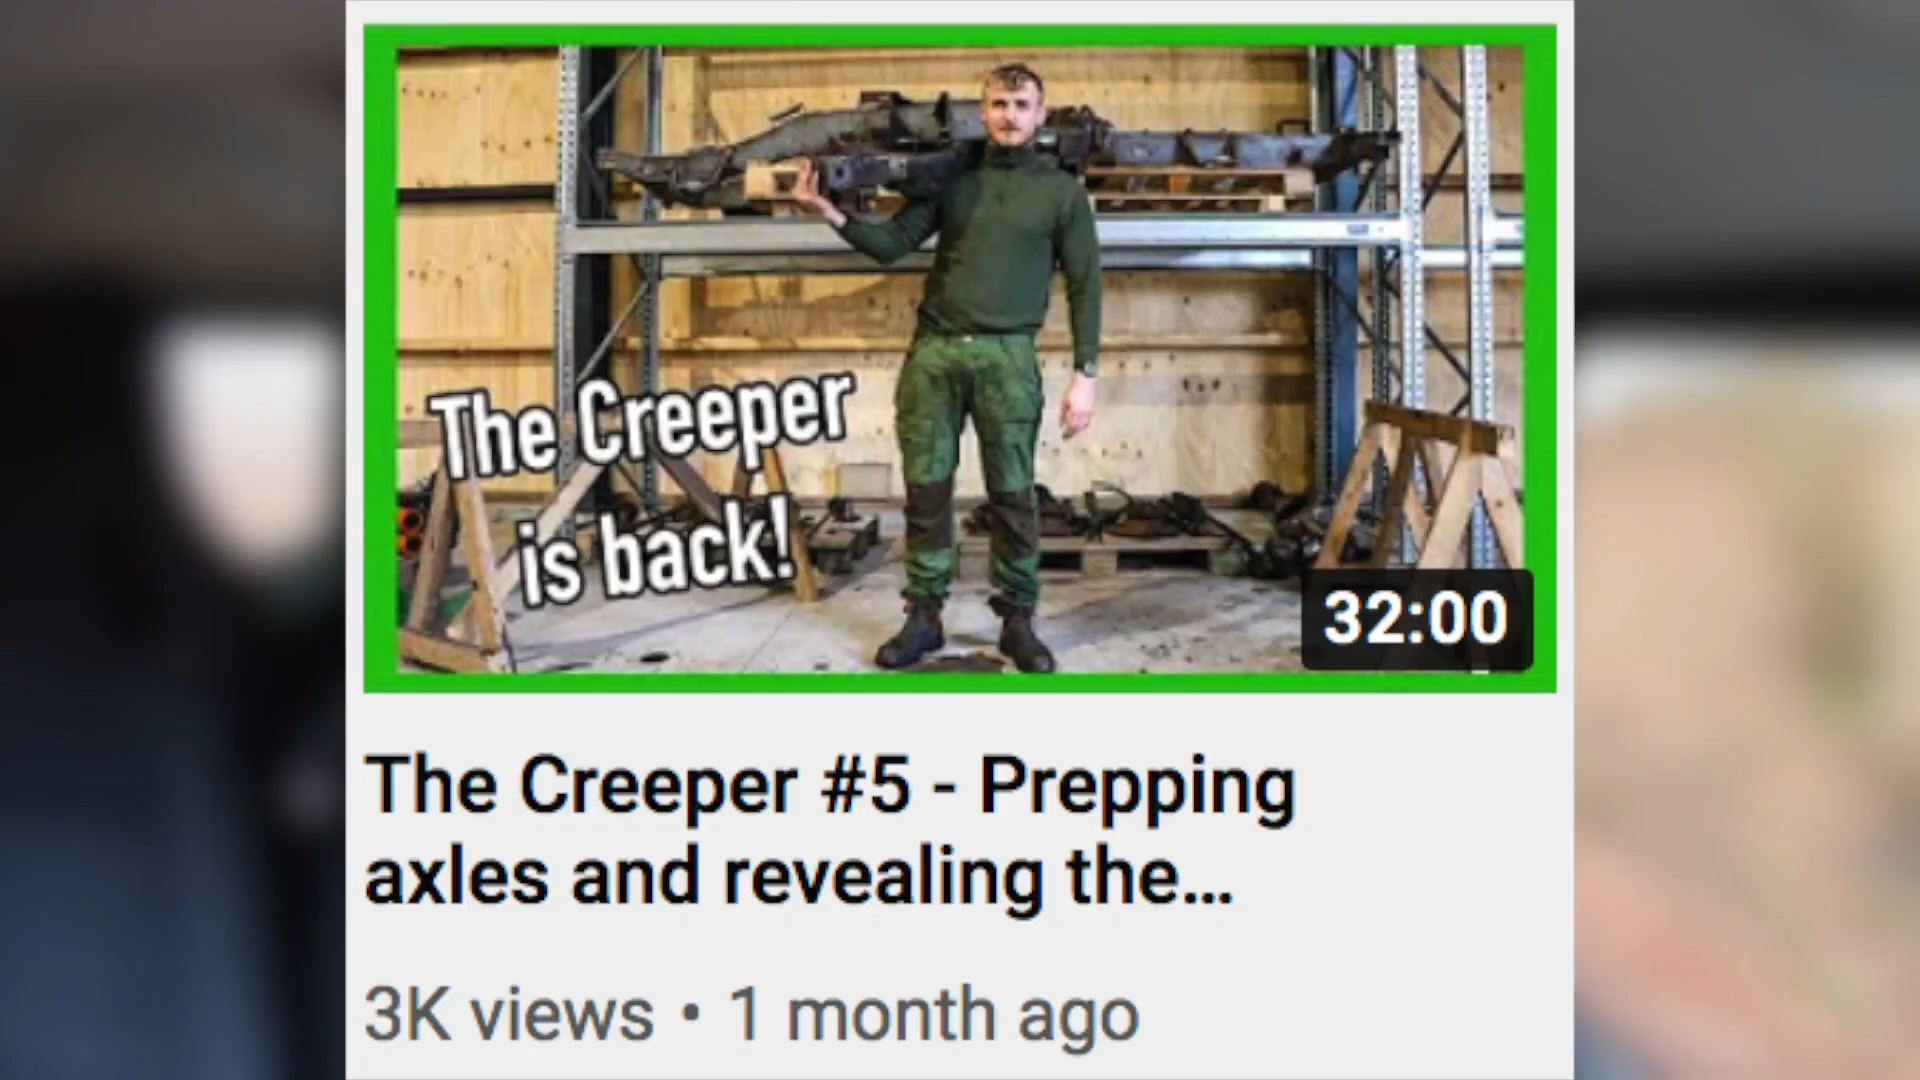 The Creeper
is back!
32:00
The Creeper #5 - Prepping
axles and revealing the...
3K views • 1 month ago